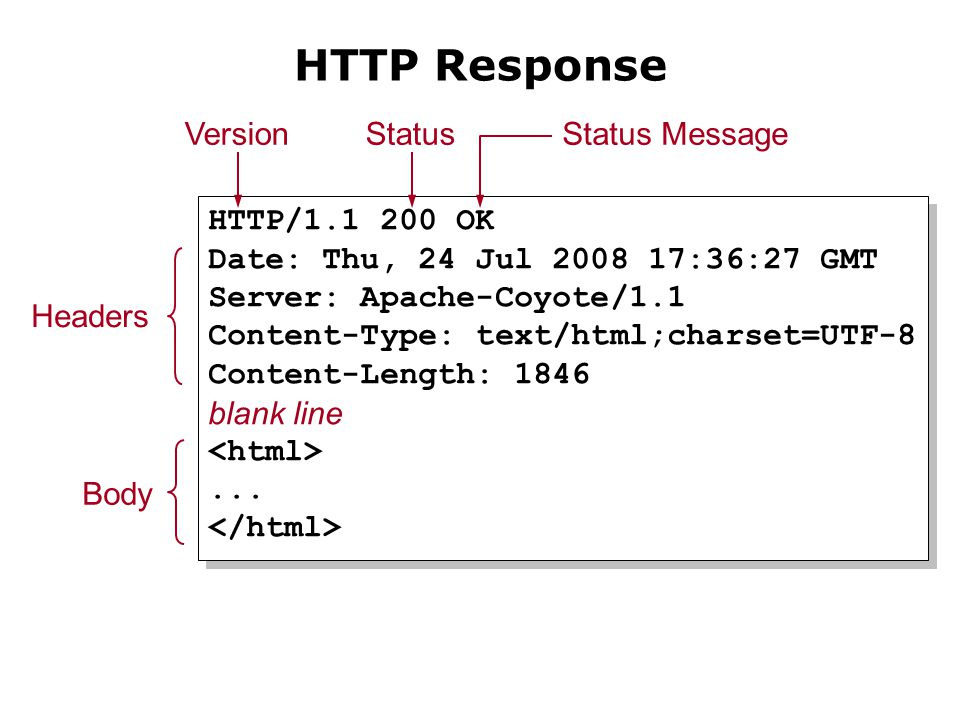 HTTP Response
Version Status Status Message
HTTP/1.1 200 OK
Date: Thu, 24 Jul 2008 17:36:27 GMT
Server: Apache-Coyote/1.1
Headers
Content-Type: text/html;charset=UTF-8
Content-Length: 1846
blank line
<html>
Body
...
</html>